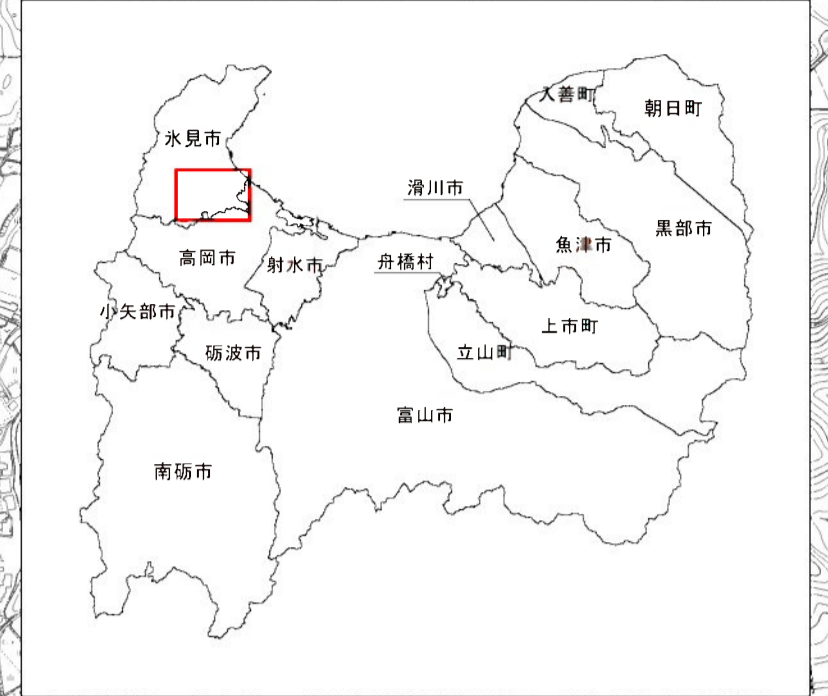 入善町
朝日町
氷見市
滑川市
黒部市
魚津市
高岡市
射水市
舟橋村
小矢部市
上市町
砺波市
立山町
富山市
南砺市